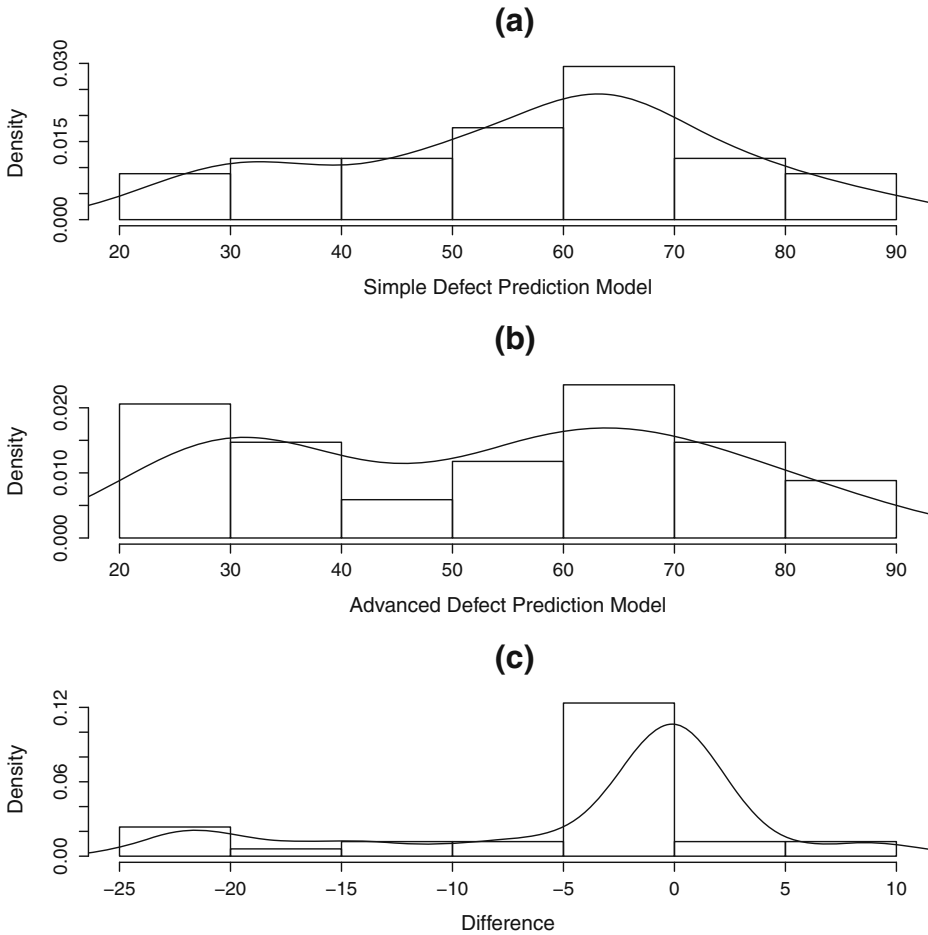 (a)
Density
0.000 0.015 0.030
20 30 40 50 60 70 80 90
Simple Defect Prediction Model
(b)
Density
0.000 0.010 0.020
20 30 40 50 60 70 80 90
Advanced Defect Prediction Model
(c)
Density
0.00 0.06 0.12
−25 −20 −15 −10 −5 0 5 10
Difference